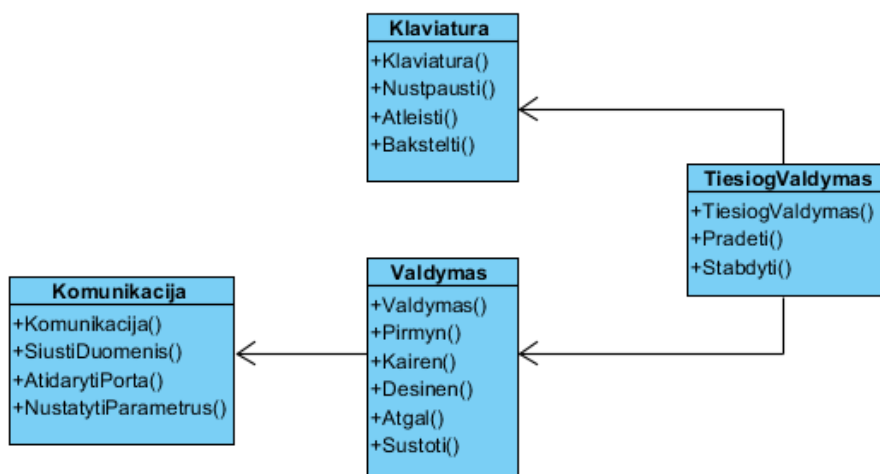 Klaviatura
+Klaviatura()
+Nustpausti()
+Atleisti()
+Bakstelti()
TiesiogValdymas
+TiesiogValdymas()
+Pradeti()
+Stabdyti()
Komunikacija
+Komunikacija()
+SiustiDuomenis()
+AtidarytiPorta()
+NustatytiParametrus()
Valdymas
+Valdymas()
+Pirmyn()
+Kairen()
+Desinen()
+Atgal()
+Sustoti()